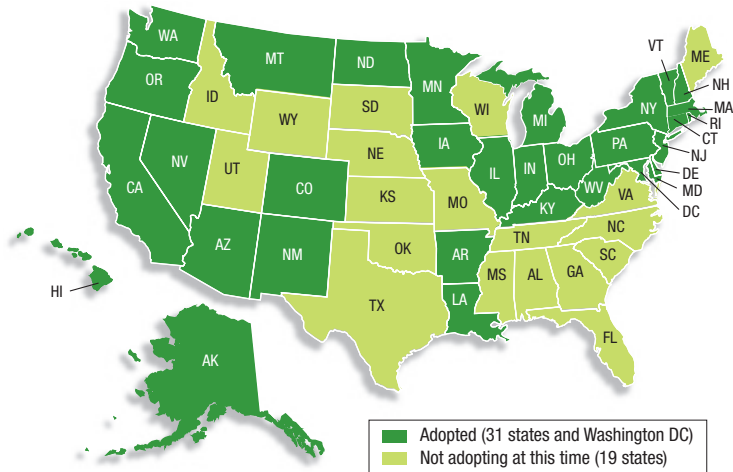 WA
MT
ND
MN
VT
ME
OR
ID
SD
WI
MI
NY
NH
MA
RI
CT
WY
IA
PA
NJ
NV
UT
NE
IL
IN
OH
DE
MD
DC
CA
CO
KS
MO
WV
VA
KY
NC
AZ
NM
OK
AR
TN
SC
MS
AL
GA
TX
LA
FL
HI
AK
Adopted (31 states and Washington DC)
Not adopting at this time (19 states)